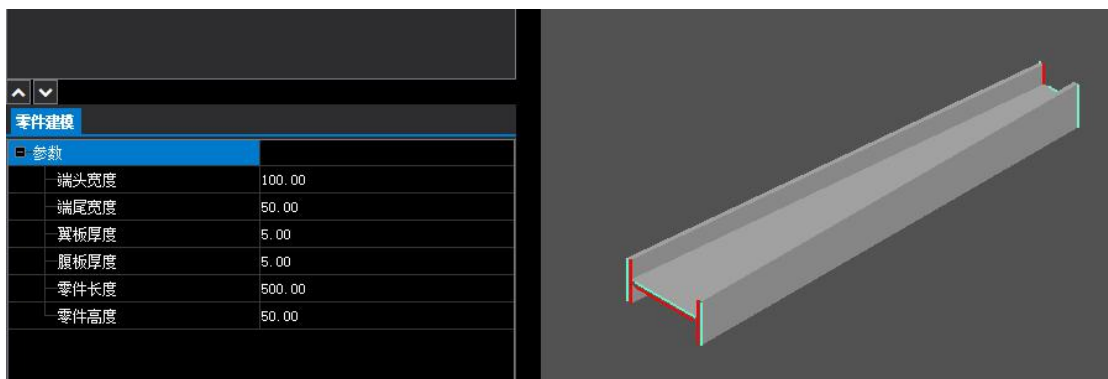 零件建模
参数
端头宽度 100.00
端尾宽度 50.00
翼板厚度 5.00
腹板厚度 5.00
零件长度 500.00
零件高度 50.00